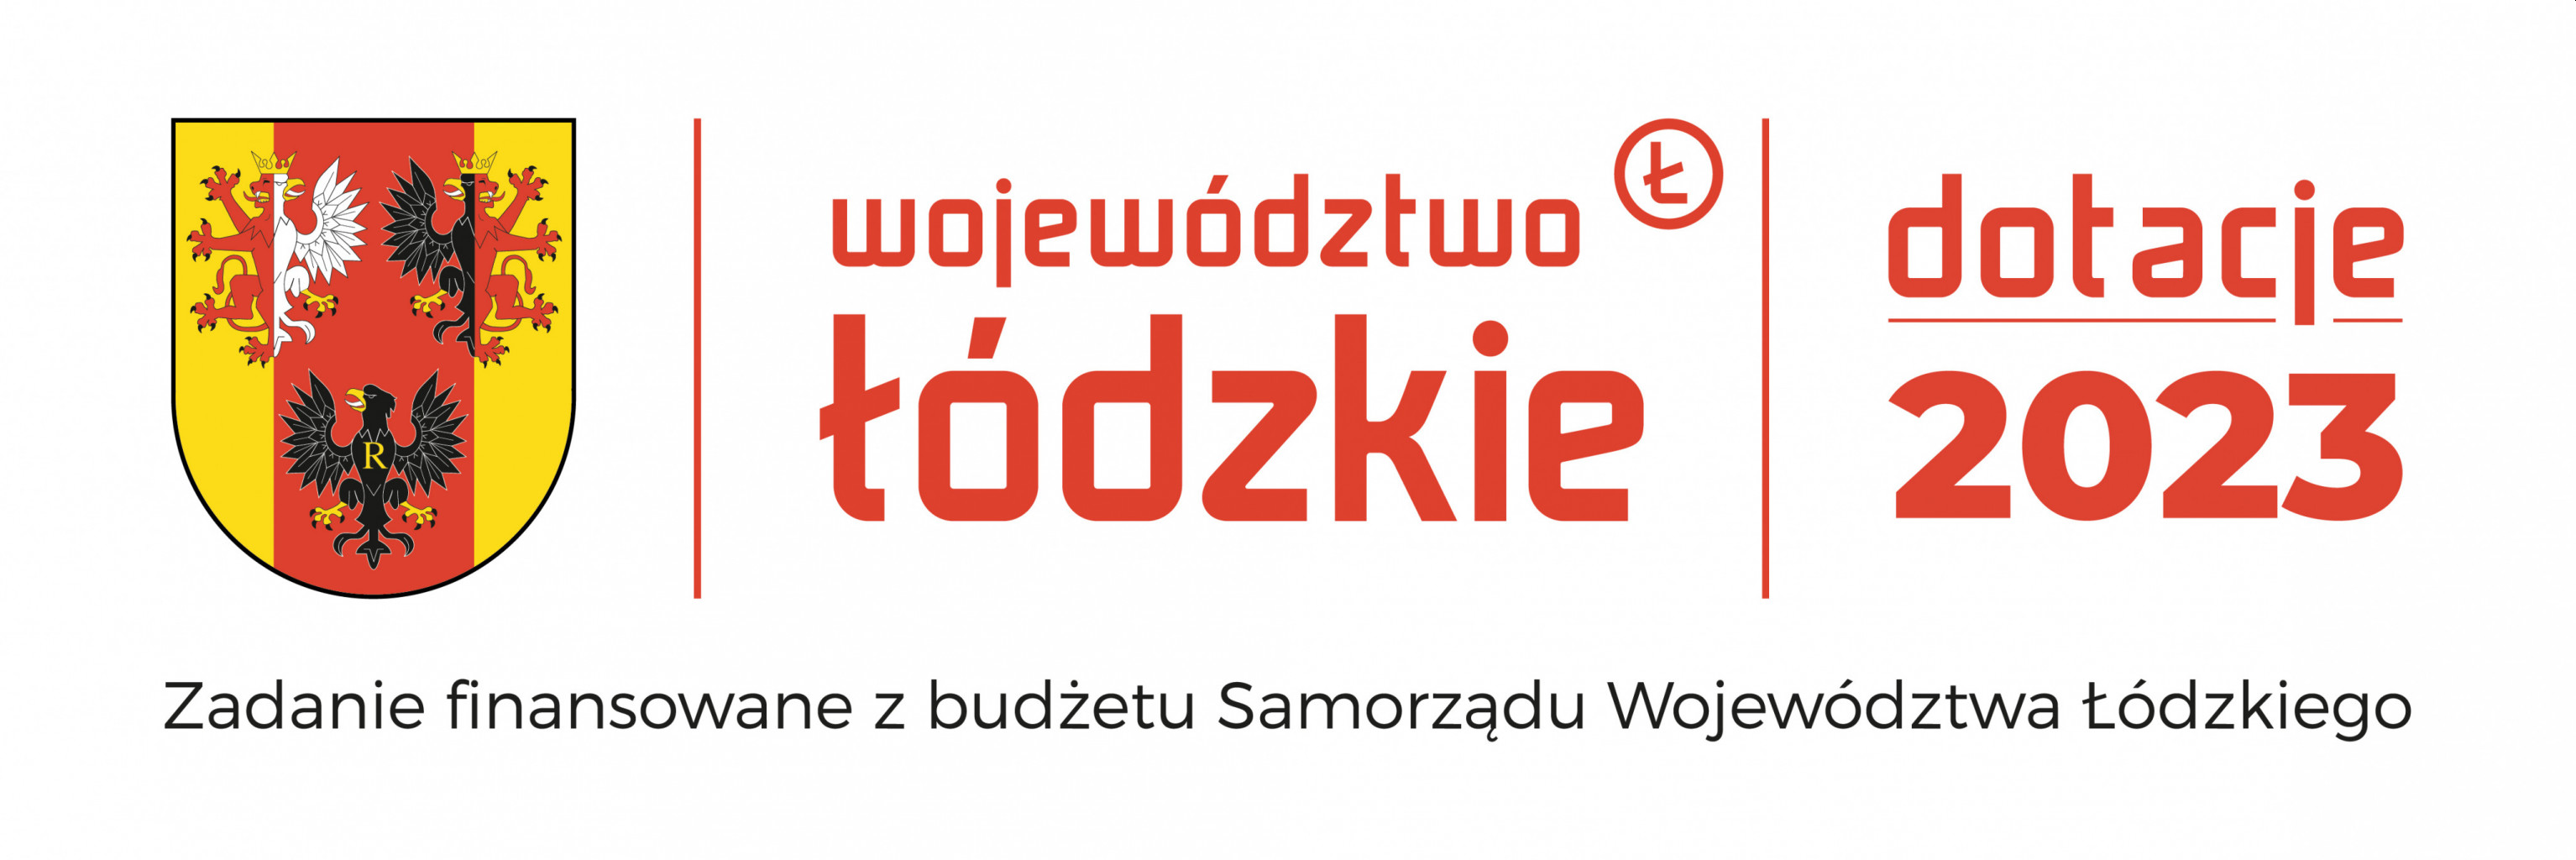 R
województwo Ł
łódzkie
dotacje
2023
Zadanie finansowane z budżetu Samorządu Województwa Łódzkiego